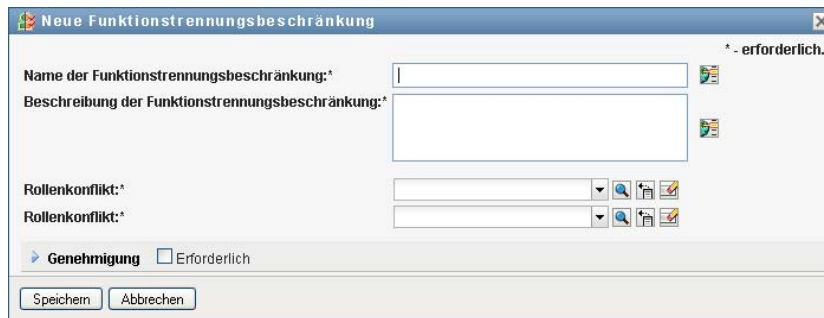 Neue Funktionstrennungsbeschränkung
* - erforderlich.
Name der Funktionstrennungsbeschränkung:*
Beschreibung der Funktionstrennungsbeschränkung:*
Rollenkonflikt:*
Rollenkonflikt:*
Genehmigung Erforderlich
Speichern Abbrechen